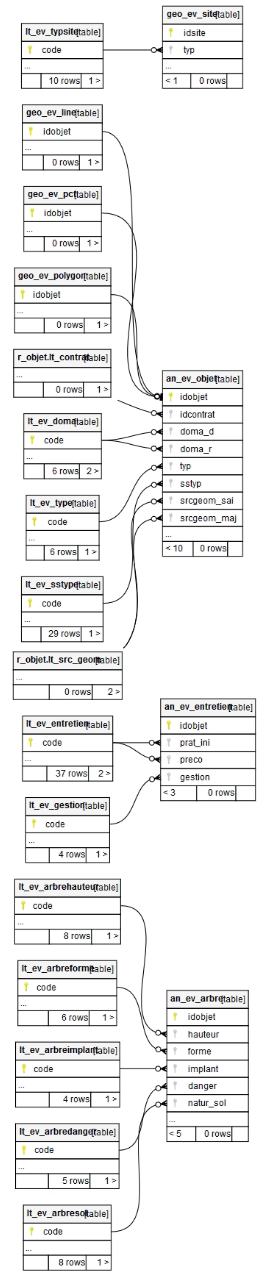 lt_ev_typsite [table]
code
...
10 rows 1 >
geo_ev_site [table]
idsite
typ
...
< 1 0 rows
geo_ev_line [table]
idobjet
...
0 rows 1 >
geo_ev_pct [table]
idobjet
...
0 rows 1 >
geo_ev_polygon [table]
idobjet
...
0 rows 1 >
r_objet.lt_contrat [table]
...
0 rows 1 >
lt_ev_doma [table]
code
...
6 rows 2 >
lt_ev_type [table]
code
...
6 rows 1 >
lt_ev_sstype [table]
code
...
29 rows 1 >
r_objet.lt_src_geom [table]
...
0 rows 2 >
an_ev_objet [table]
idobjet
idcontrat
doma_d
doma_r
typ
sstyp
srcgeom_sai
srcgeom_maj
...
< 10 0 rows
lt_ev_entretien [table]
code
...
37 rows 2 >
lt_ev_gestion [table]
code
...
4 rows 1 >
an_ev_entretien [table]
idobjet
prat_ini
preco
gestion
< 3 0 rows
lt_ev_arbrehauteur [table]
code
...
8 rows 1 >
lt_ev_arbreforme [table]
code
...
6 rows 1 >
lt_ev_arbreimplant [table]
code
...
4 rows 1 >
lt_ev_arbredanger [table]
code
...
5 rows 1 >
lt_ev_arbresol [table]
code
...
8 rows 1 >
an_ev_arbre [table]
idobjet
hauteur
forme
implant
danger
natur_sol
...
< 5 0 rows